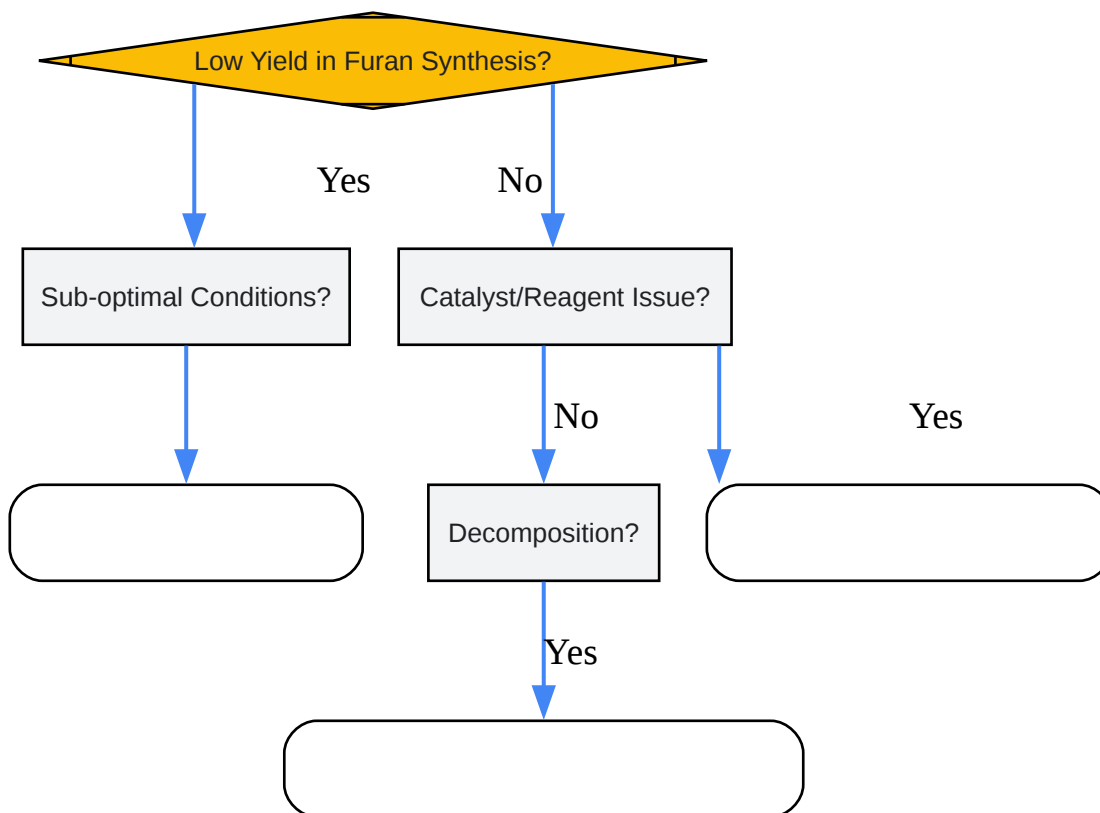 Low Yield in Furan Synthesis?
Yes
No
Sub-optimal Conditions?
Catalyst/Reagent Issue?
No
Yes
Decomposition?
Yes